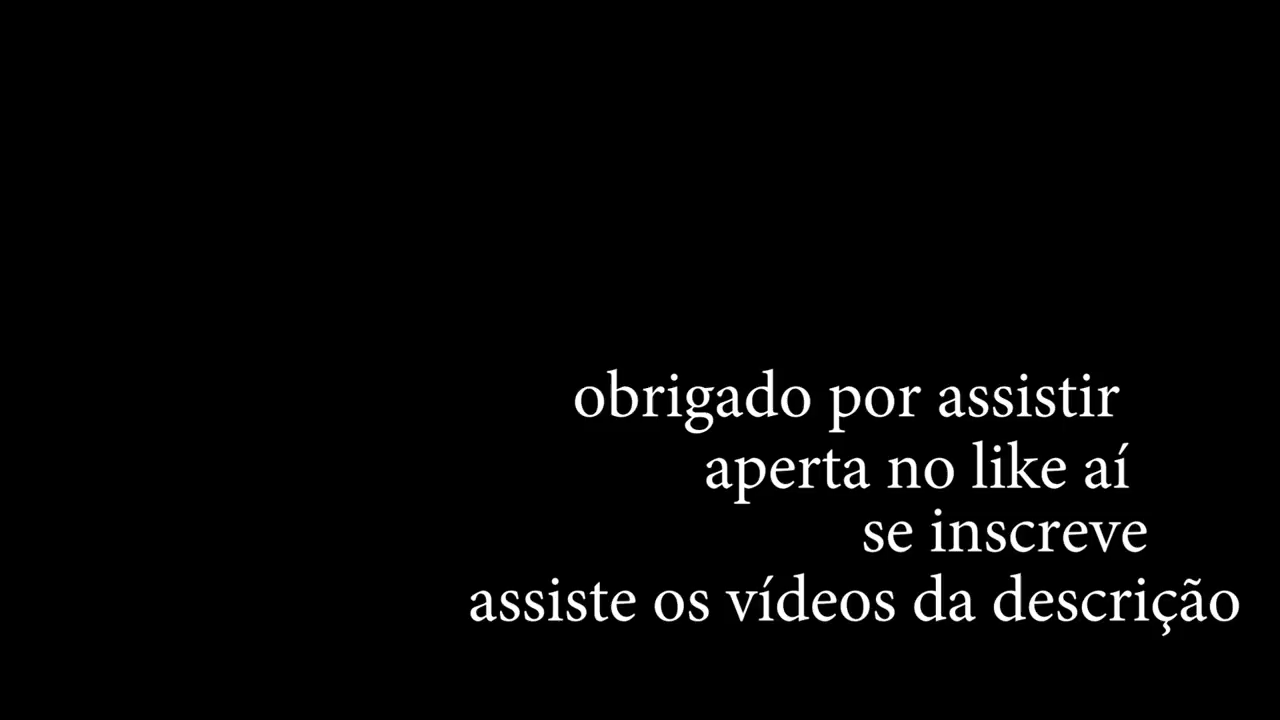 obrigado por assistir
aperta no like aí
se inscreve
assiste os vídeos da descrição